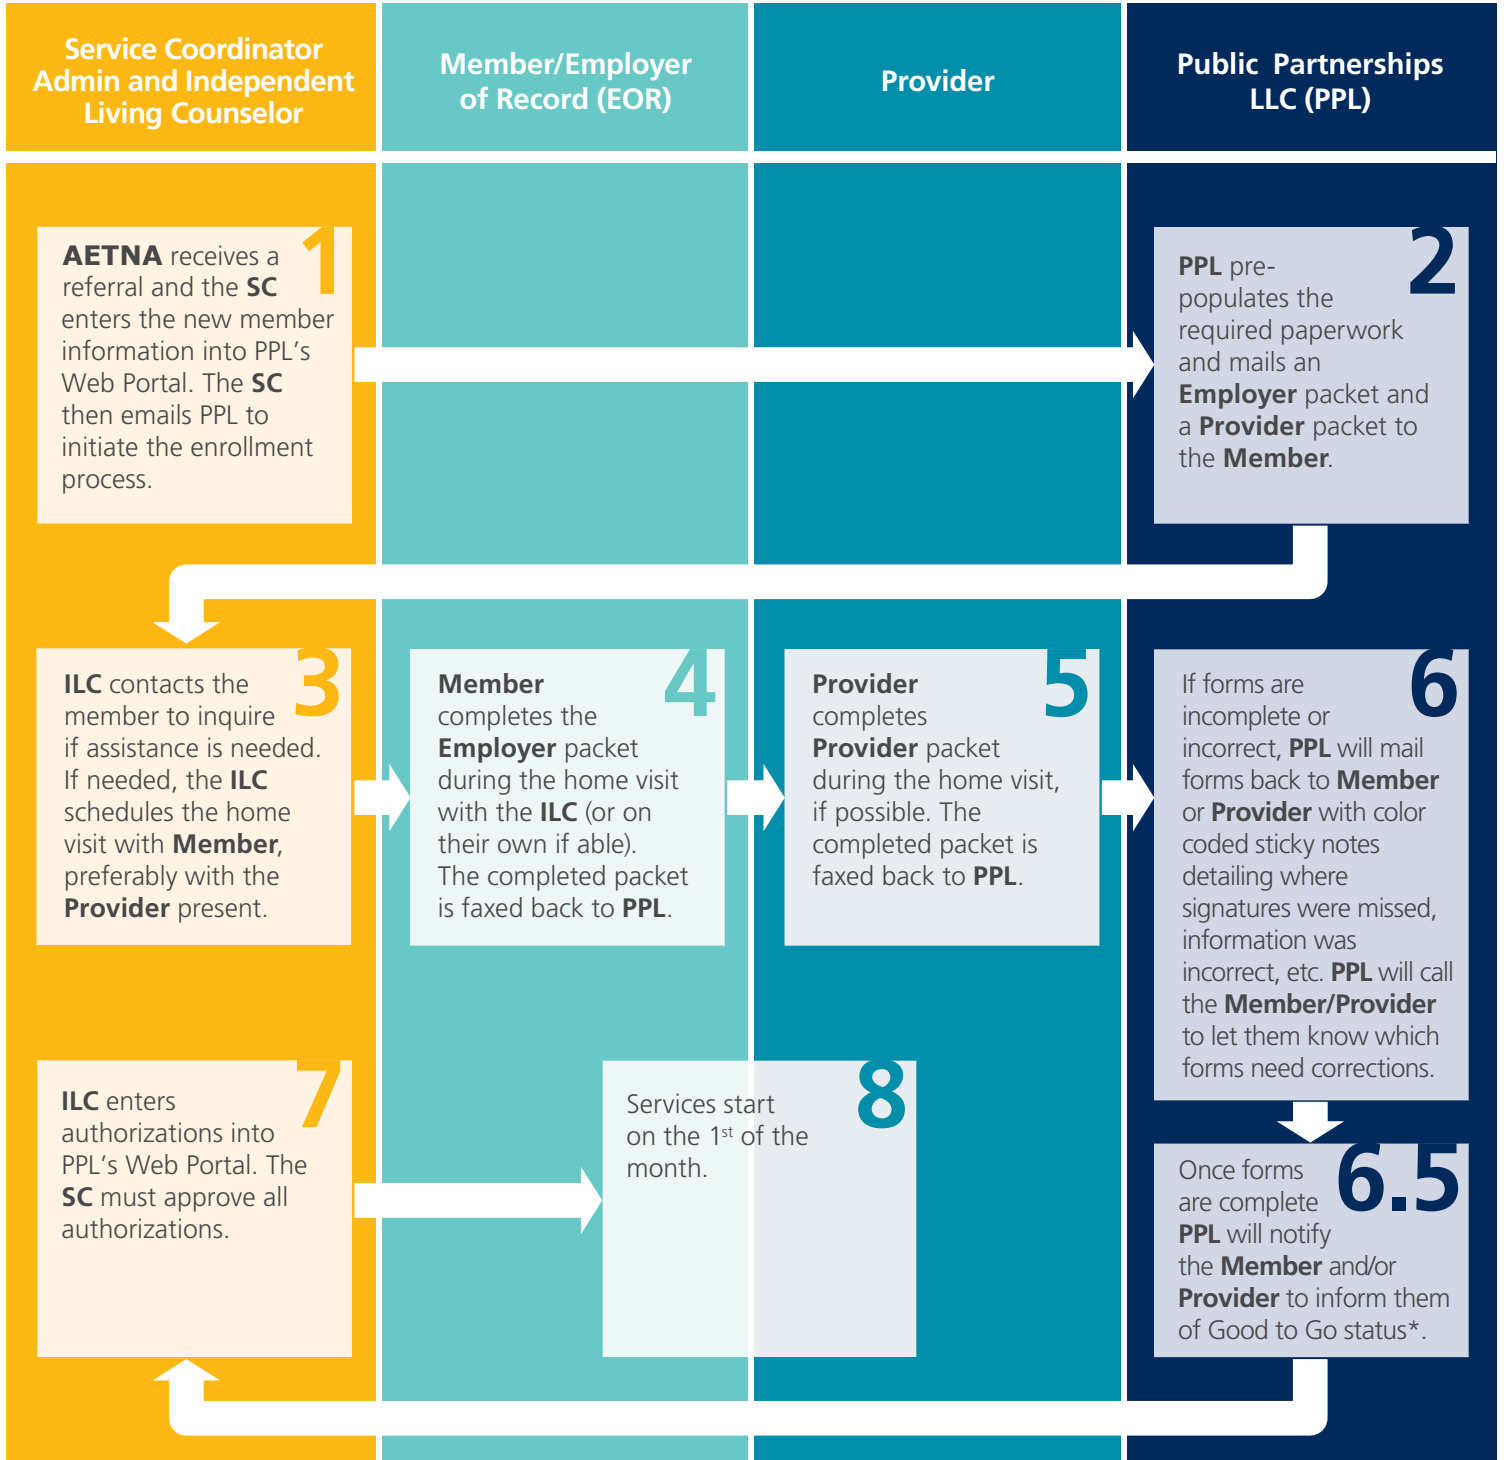 Service Coordinator
Admin and Independent
Living Counselor
Member/Employer
of Record (EOR)
Provider
Public Partnerships
LLC (PPL)
1
AETNA receives a
referral and the SC
enters the new member
information into PPL's
Web Portal. The SC
then emails PPL to
initiate the enrollment
process.
2
PPL pre-
populates the
required paperwork
and mails an
Employer packet and
a Provider packet to
the Member.
3
ILC contacts the
member to inquire
if assistance is needed.
If needed, the ILC
schedules the home
visit with Member,
preferably with the
Provider present.
4
Member
completes the
Employer packet
during the home visit
with the ILC (or on
their own if able).
The completed packet
is faxed back to PPL.
5
Provider
completes
Provider packet
during the home visit,
if possible. The
completed packet is
faxed back to PPL.
6
If forms are
incomplete or
incorrect, PPL will mail
forms back to Member
or Provider with color
coded sticky notes
detailing where
signatures were missed,
information was
incorrect, etc. PPL will call
the Member/Provider
to let them know which
forms need corrections.
6.5
Once forms
are complete
PPL will notify
the Member and/or
Provider to inform them
of Good to Go status*.
7
ILC enters
authorizations into
PPL's Web Portal. The
SC must approve all
authorizations.
8
Services start
on the 1st of the
month.